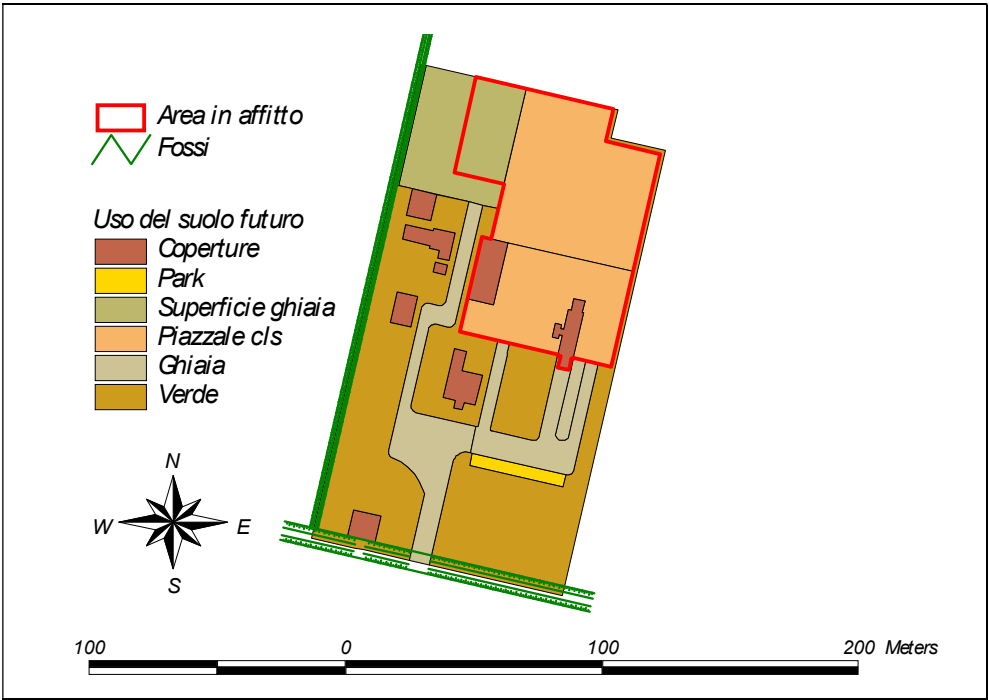 Area in affitto
Fossi
Uso del suolo futuro
Coperture
Park
Superficie ghiaia
Piazzale cls
Ghiaia
Verde
N
W E
S
100 0 100 200 Meters